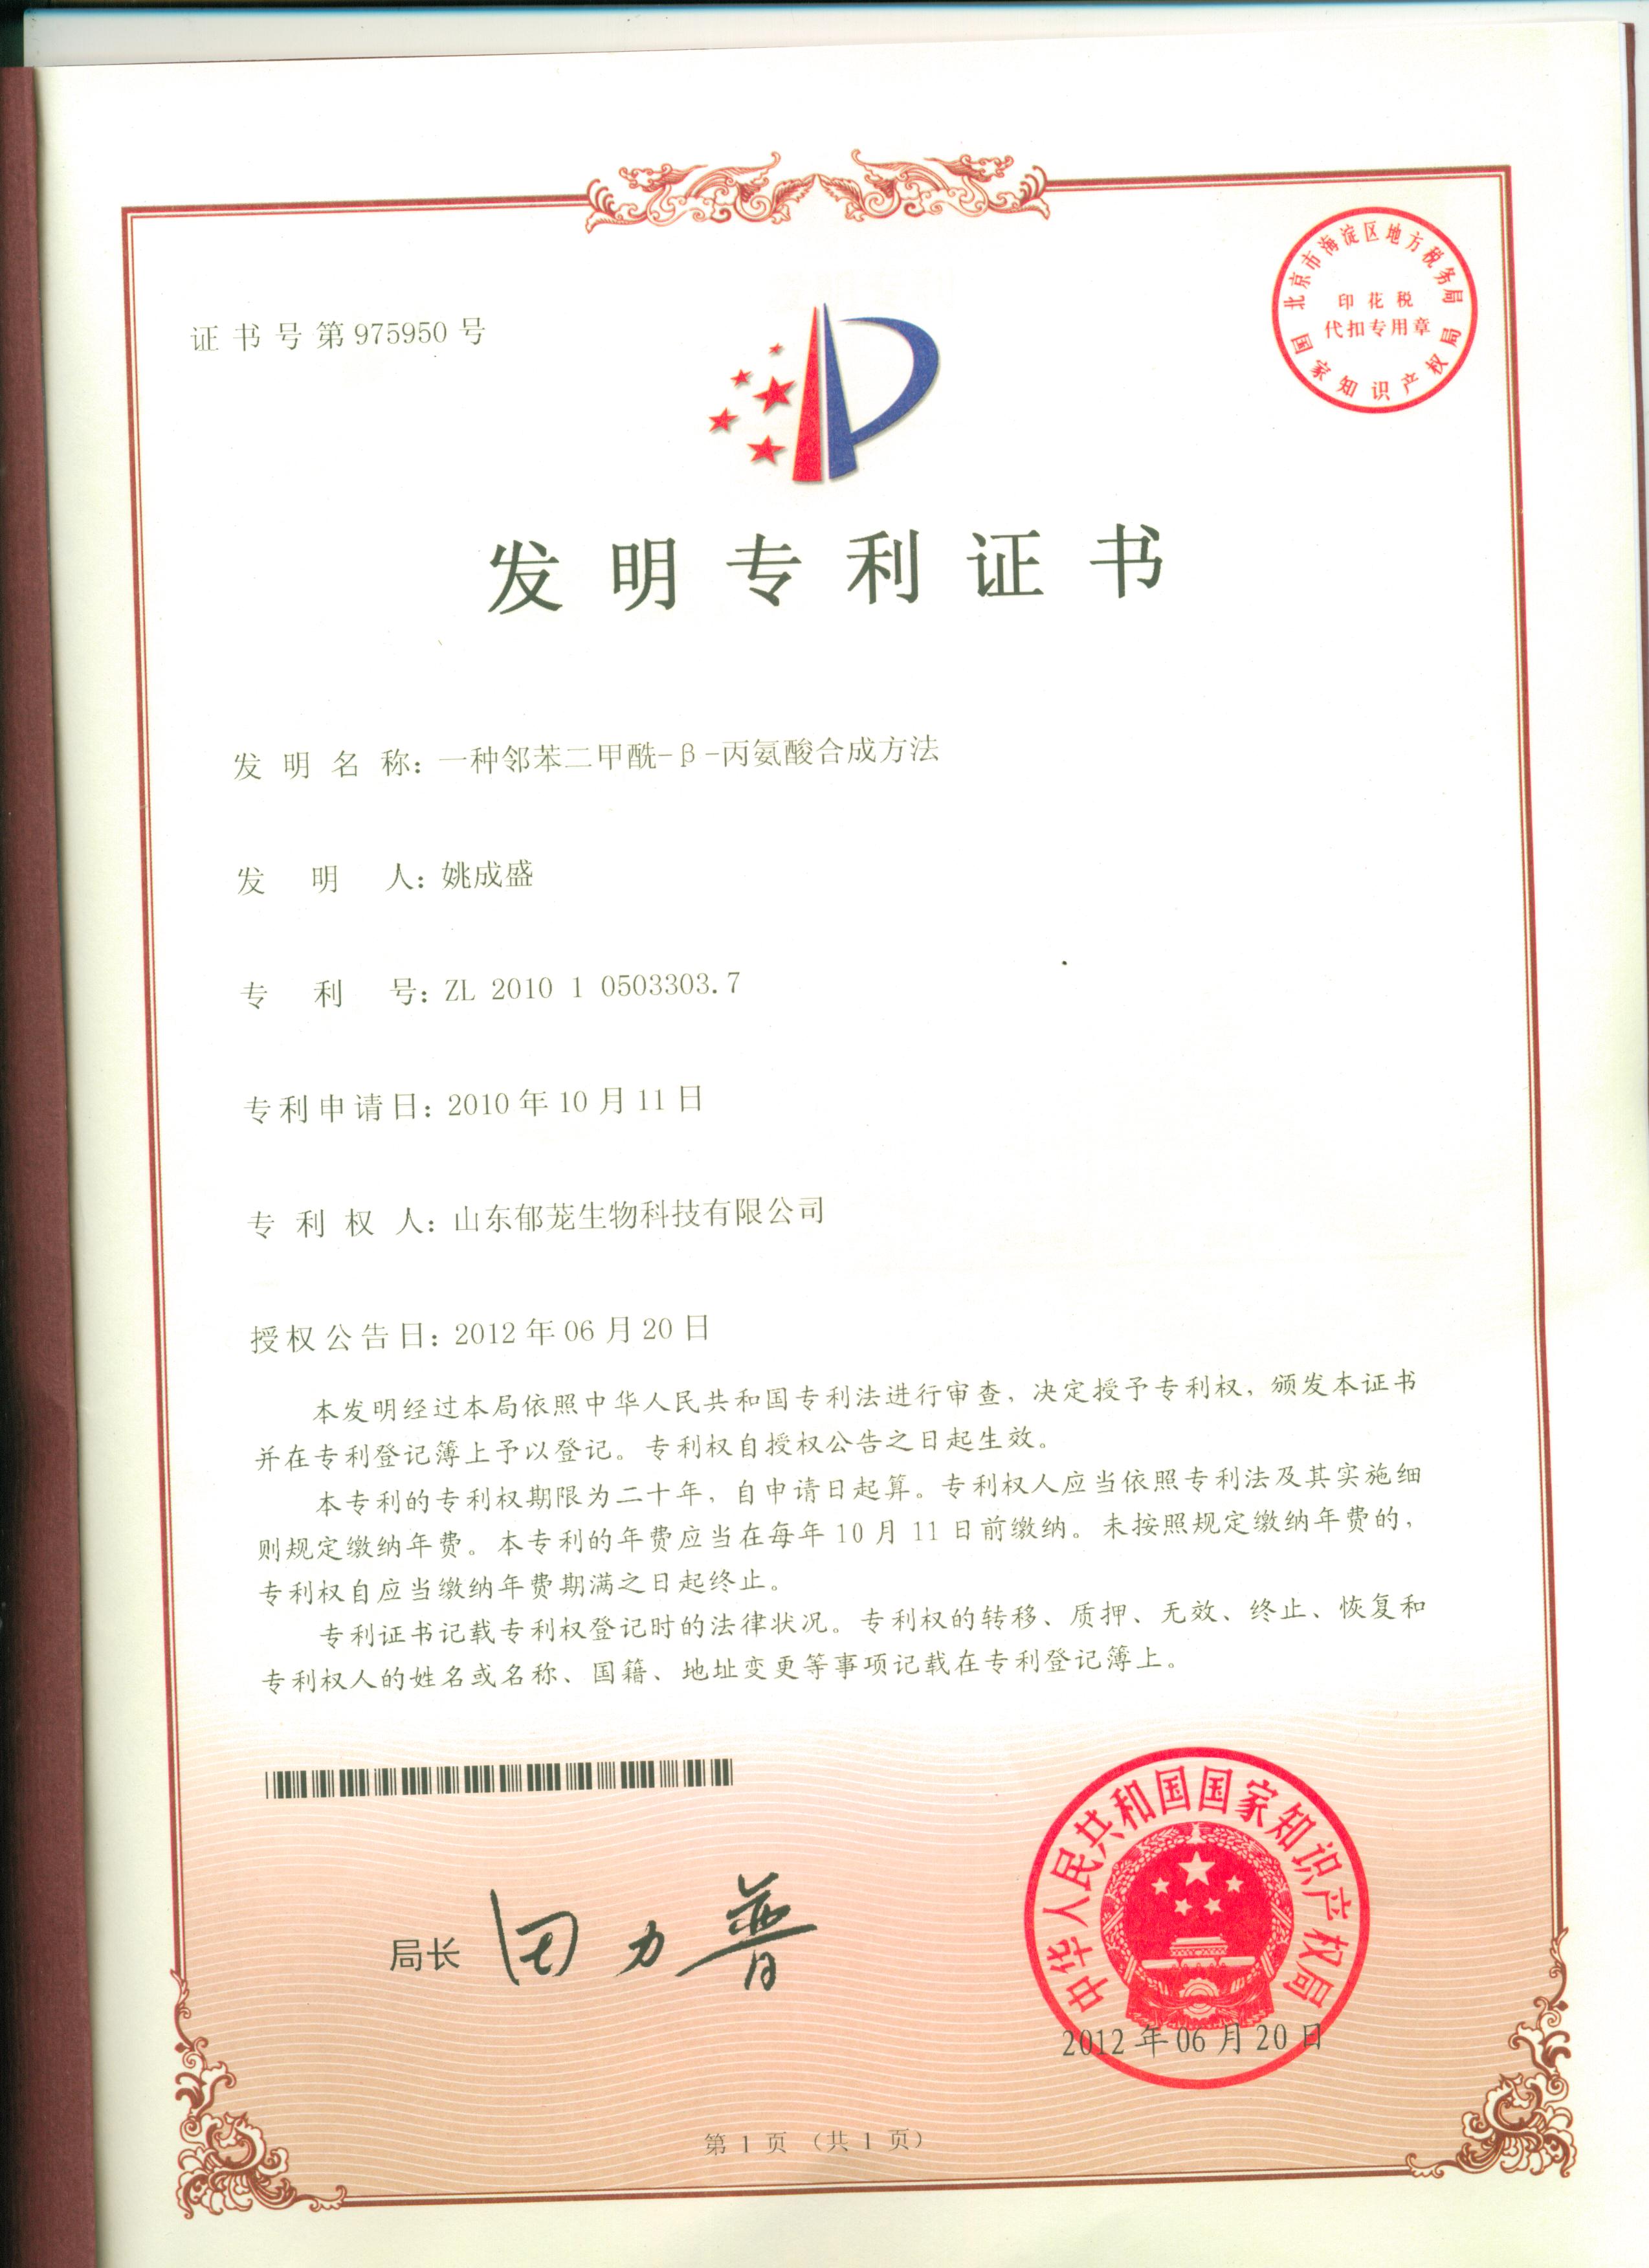 证书号第975950号
北京市海淀区地方税务局
印花税
代扣专用章
国家知识产权局
发明专利证书
发明名称：一种邻苯二甲酰-β-丙氨酸合成方法
发明人：姚成盛
专利号：ZL 2010 1 0503303.7
专利申请日：2010年10月11日
专利权人：山东郁茏生物科技有限公司
授权公告日：2012年06月20日
本发明经过本局依照中华人民共和国专利法进行审查，决定授予专利权，颁发本证书
并在专利登记簿上予以登记。专利权自授权公告之日起生效。
本专利的专利权期限为二十年，自申请日起算。专利权人应当依照专利法及其实施细
则规定缴纳年费。本专利的年费应当在每年10月11日前缴纳。未按照规定缴纳年费的，
专利权自应当缴纳年费期满之日起终止。
专利证书记载专利权登记时的法律状况。专利权的转移、质押、无效、终止、恢复和
专利权人的姓名或名称、国籍、地址变更等事项记载在专利登记簿上。
局长 田力普
中华人民共和国国家知识产权局
2012年06月20日
第1页（共1页）